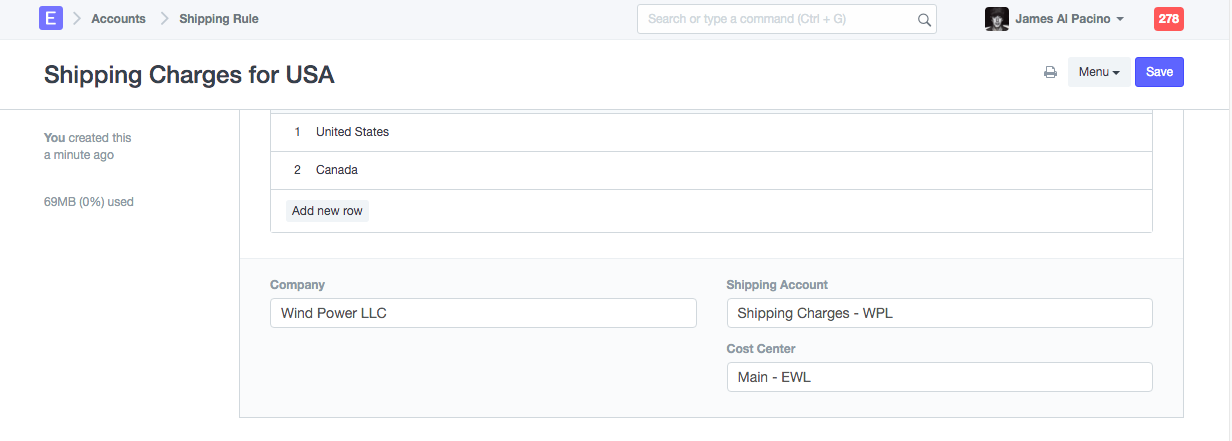 E Accounts Shipping Rule Search or type a command (Ctrl + G) James Al Pacino 278
Shipping Charges for USA Menu Save
You created this
a minute ago
69MB (0%) used
1 United States
2 Canada
Add new row
Company Shipping Account
Wind Power LLC Shipping Charges - WPL
Cost Center
Main - EWL